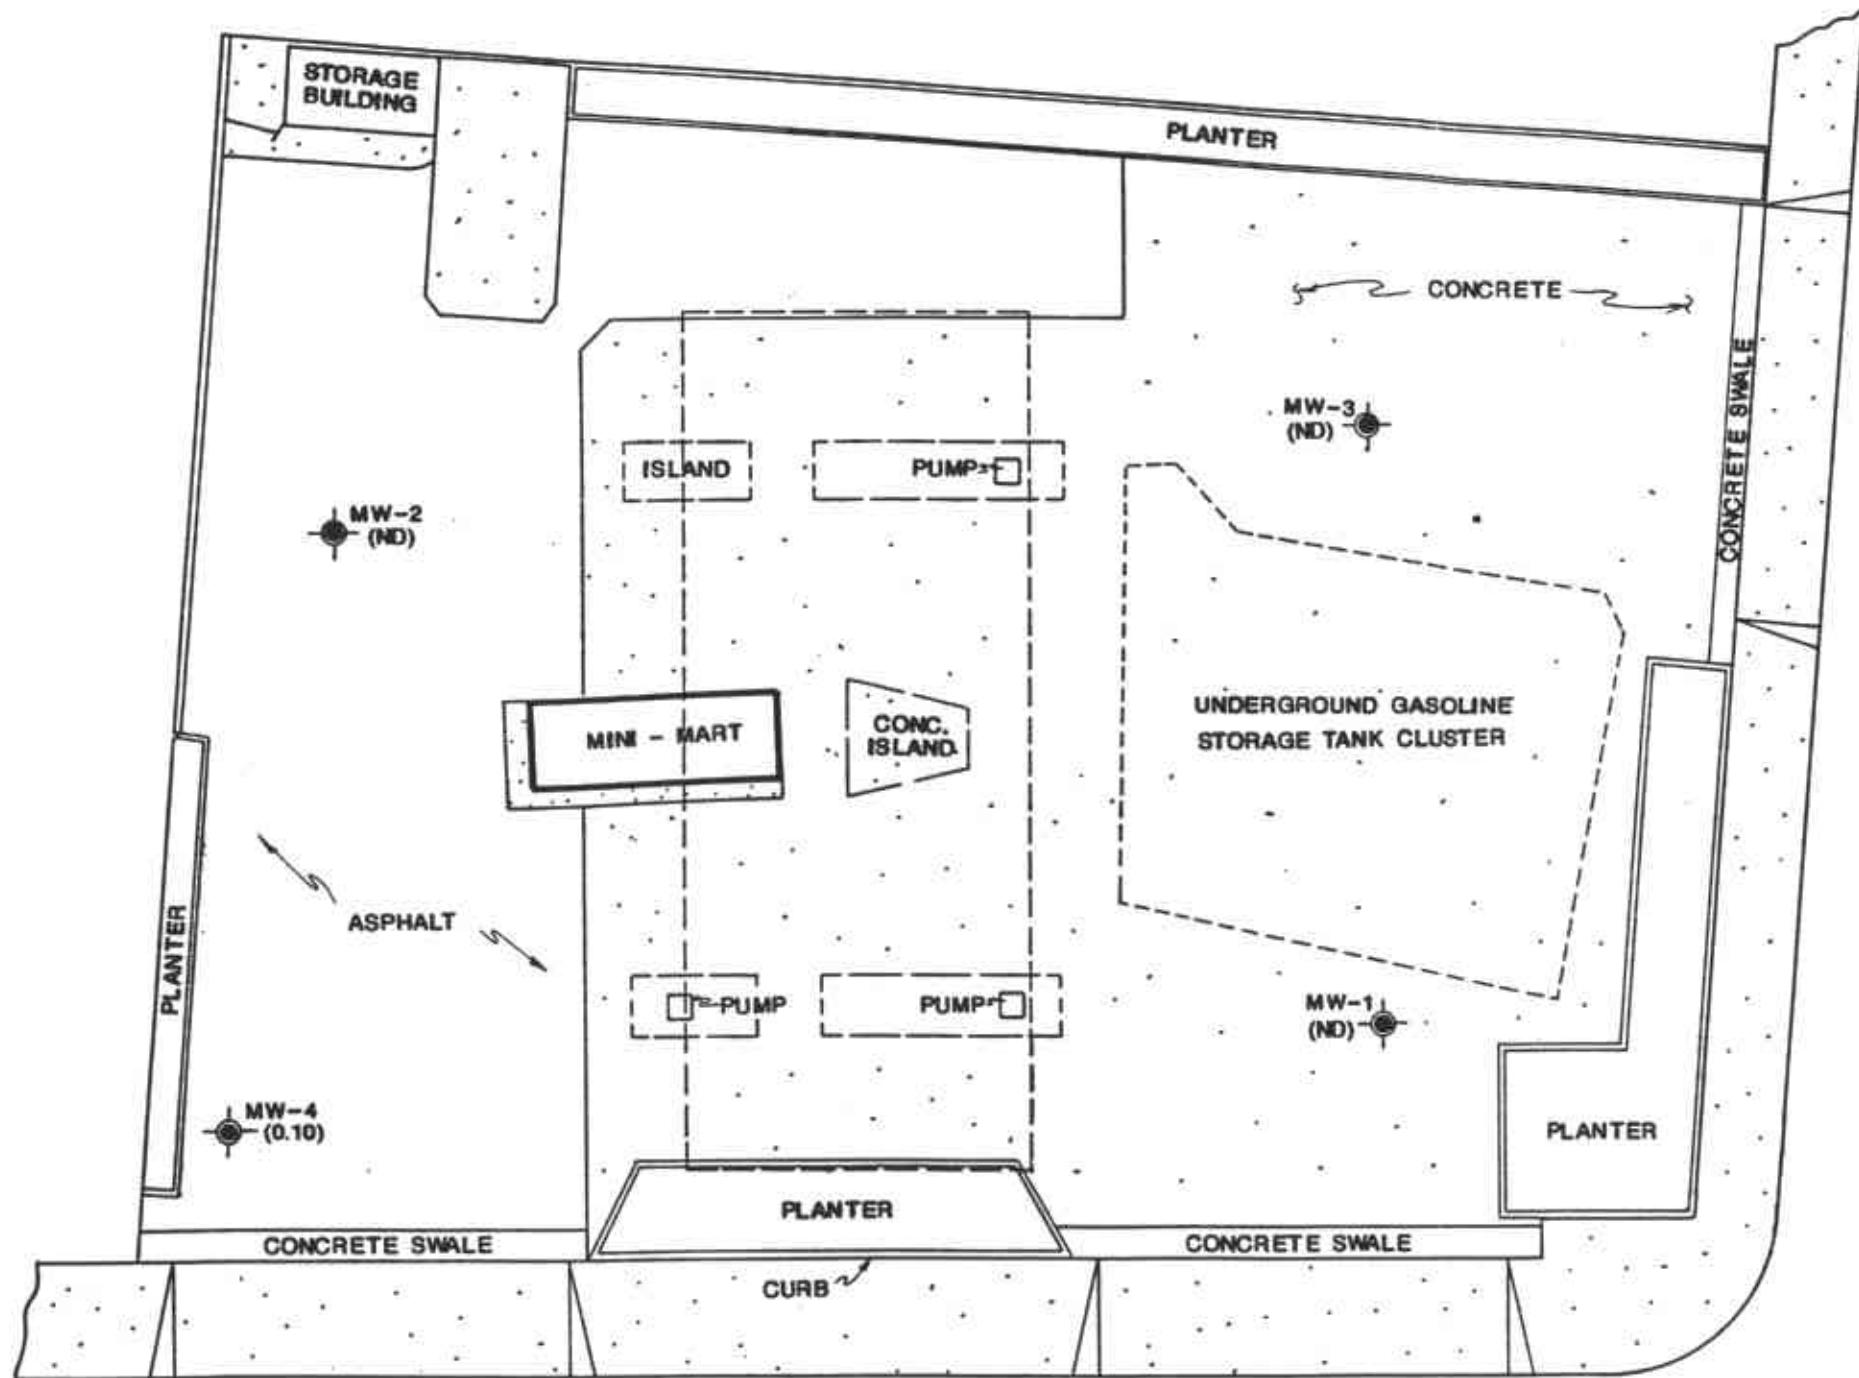 STORAGE
BUILDING
PLANTER
CONCRETE
CONCRETE SWALE
MW-3
(ND)
ISLAND
PUMP
MW-2
(ND)
UNDERGROUND GASOLINE
STORAGE TANK CLUSTER
MINI - MART
CONC.
ISLAND
ASPHALT
PLANTER
PUMP
PUMP
MW-1
(ND)
MW-4
(0.10)
PLANTER
PLANTER
CONCRETE SWALE
CONCRETE SWALE
CURB